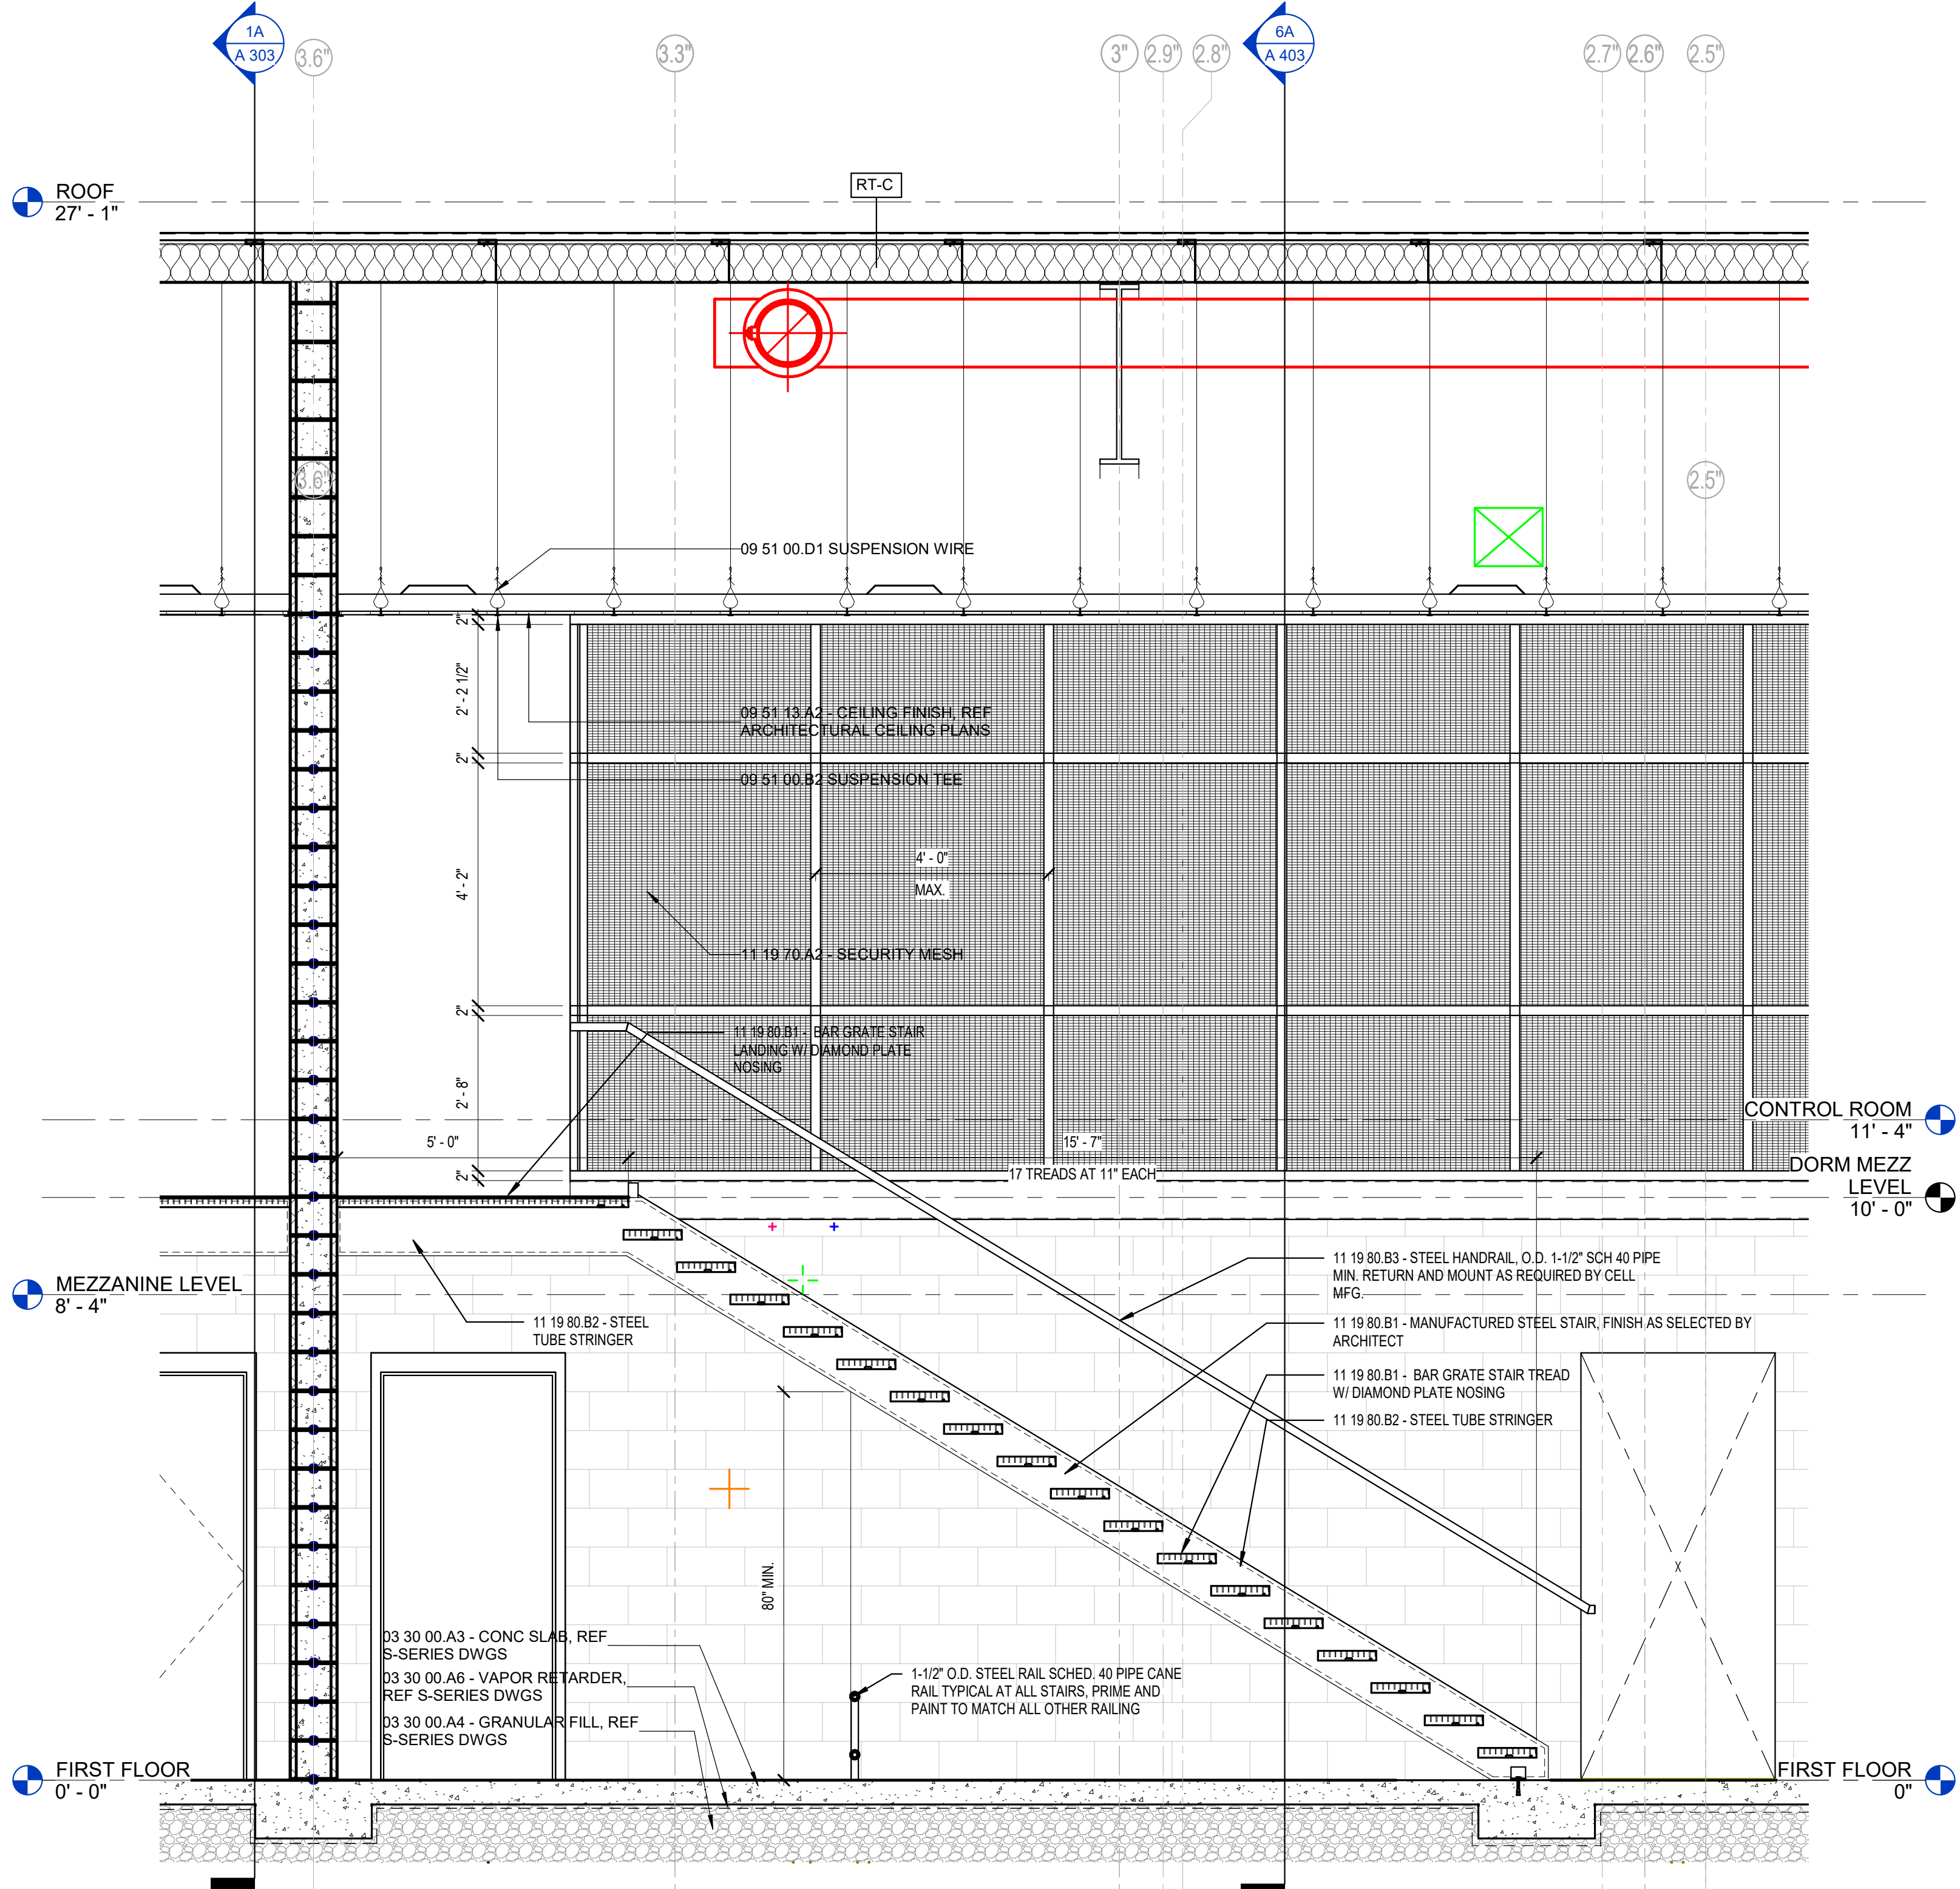 1A
A 303
3.6"
3.3"
3"
2.9"
2.8"
6A
A 403
2.7"
2.6"
2.5"
ROOF
27' - 1"
RT-C
3.6"
2.5"
09 51 00.D1 SUSPENSION WIRE
2"
2' - 2 1/2"
09 51 13.A2 - CEILING FINISH, REF
ARCHITECTURAL CEILING PLANS
2"
09 51 00.B2 SUSPENSION TEE
4' - 0"
MAX.
4' - 2"
11 19 70.A2 - SECURITY MESH
2"
11 19 80.B1 - BAR GRATE STAIR
LANDING W/ DIAMOND PLATE
NOSING
2' - 8"
CONTROL ROOM
11' - 4"
5' - 0"
15' - 7"
17 TREADS AT 11" EACH
2"
DORM MEZZ
LEVEL
10' - 0"
MEZZANINE LEVEL
8' - 4"
11 19 80.B2 - STEEL
TUBE STRINGER
11 19 80.B3 - STEEL HANDRAIL, O.D. 1-1/2" SCH 40 PIPE
MIN. RETURN AND MOUNT AS REQUIRED BY CELL
MFG.
11 19 80.B1 - MANUFACTURED STEEL STAIR, FINISH AS SELECTED BY
ARCHITECT
11 19 80.B1 - BAR GRATE STAIR TREAD
W/ DIAMOND PLATE NOSING
11 19 80.B2 - STEEL TUBE STRINGER
80" MIN.
03 30 00.A3 - CONC SLAB, REF
S-SERIES DWGS
03 30 00.A6 - VAPOR RETARDER,
REF S-SERIES DWGS
03 30 00.A4 - GRANULAR FILL, REF
S-SERIES DWGS
1-1/2" O.D. STEEL RAIL SCHED. 40 PIPE CANE
RAIL TYPICAL AT ALL STAIRS, PRIME AND
PAINT TO MATCH ALL OTHER RAILING
FIRST FLOOR
0' - 0"
FIRST FLOOR
0"